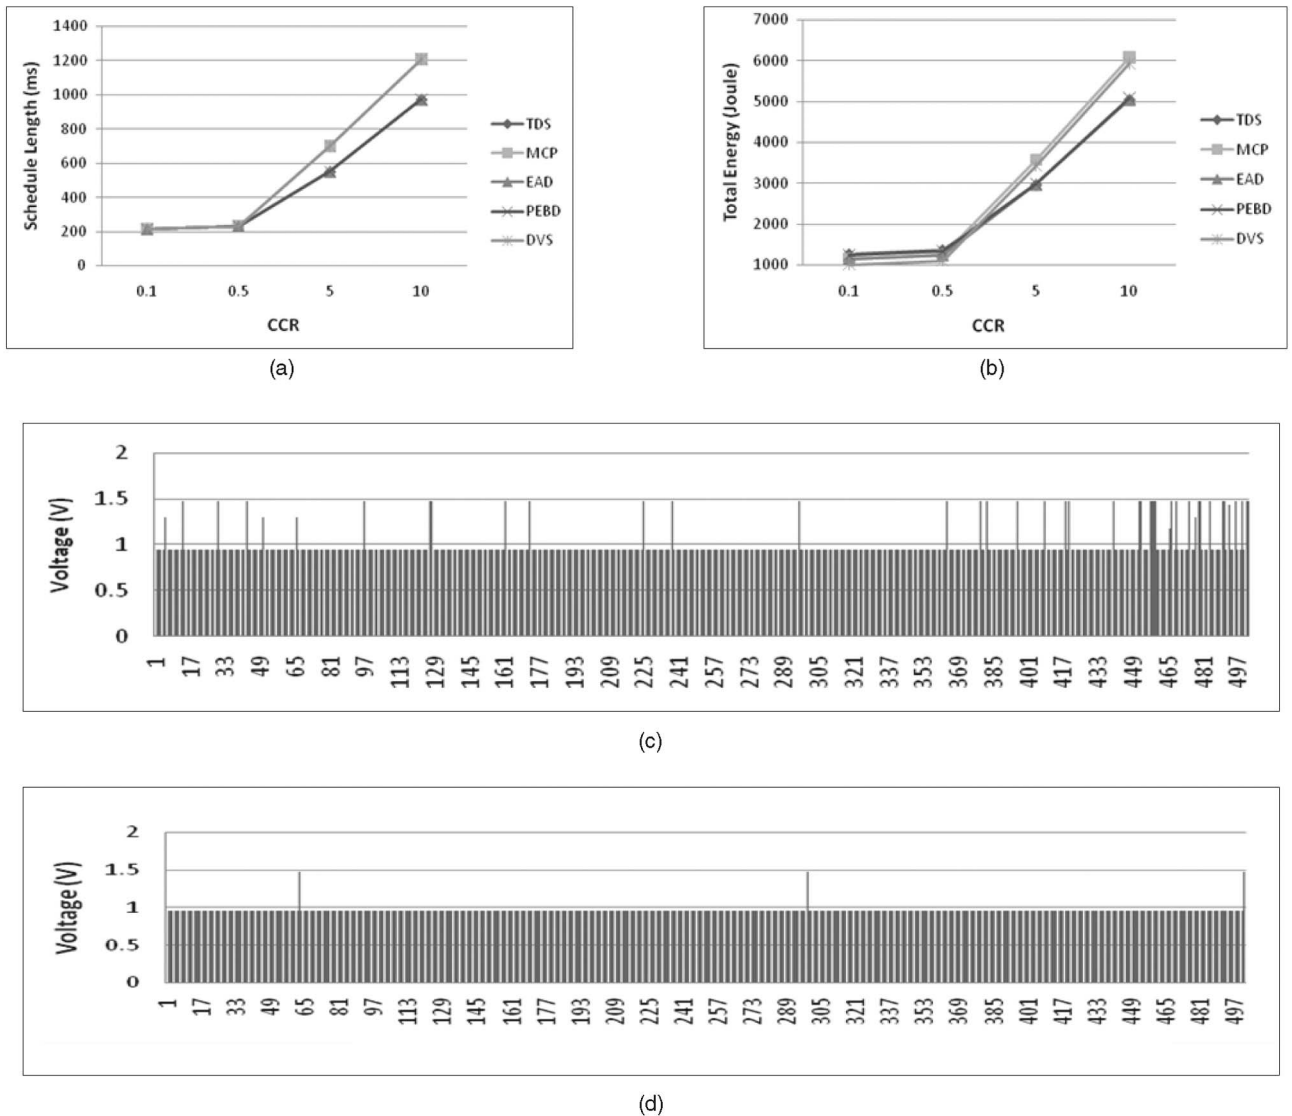 1400
1200
1000
800
600
400
200
0
Schedule Length (ms)
0.1 0.5 5 10
CCR
TDS
MCP
EAD
PEBD
DVS
(a)
7000
6000
5000
4000
3000
2000
1000
Total Energy (Joule)
0.1 0.5 5 10
CCR
TDS
MCP
EAD
PEBD
DVS
(b)
2
1.5
1
0.5
0
Voltage (V)
1 17 33 49 65 81 97 113 129 145 161 177 193 209 225 241 257 273 289 305 321 337 353 369 385 401 417 433 449 465 481 497
(c)
2
1.5
1
0.5
0
Voltage (V)
1 17 33 49 65 81 97 113 129 145 161 177 193 209 225 241 257 273 289 305 321 337 353 369 385 401 417 433 449 465 481 497
(d)